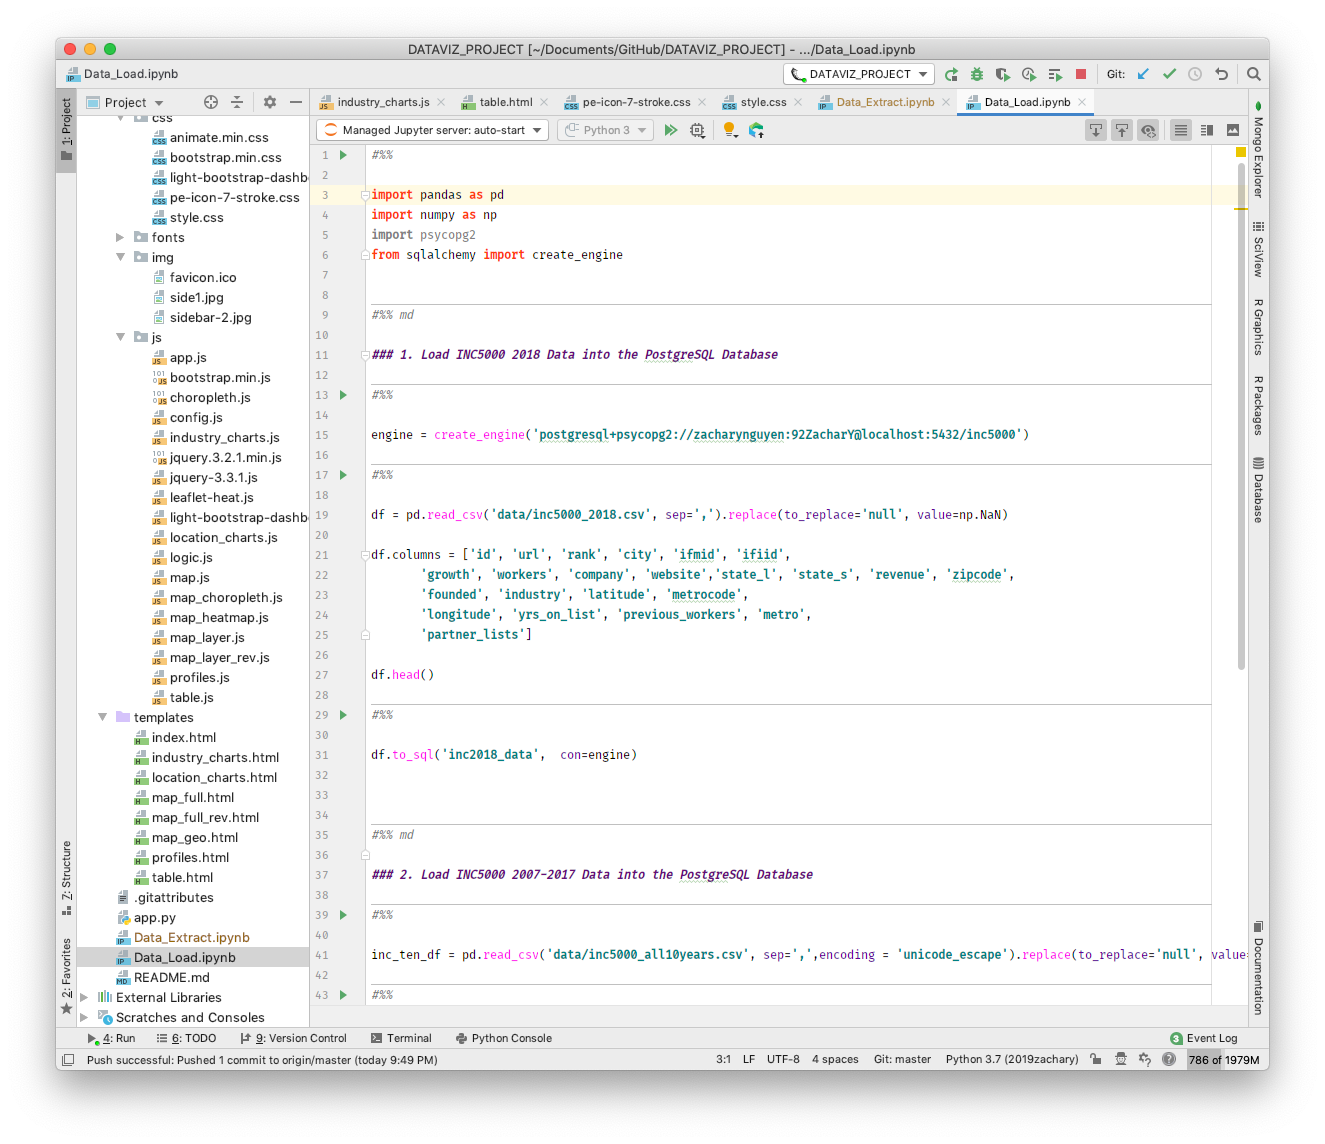 DATAVIZ_PROJECT [~/Documents/GitHub/DATAVIZ_PROJECT] - .../Data_Load.ipynb
Data_Load.ipynb
DATAVIZ_PROJECT
Git:
1: Project
Project
industry_charts.js
table.html
pe-icon-7-stroke.css
style.css
Data_Extract.ipynb
Data_Load.ipynb
Managed Jupyter server: auto-start
Python 3
css
animate.min.css
bootstrap.min.css
light-bootstrap-dashb
pe-icon-7-stroke.css
style.css
fonts
img
favicon.ico
side1.jpg
sidebar-2.jpg
js
app.js
bootstrap.min.js
choropleth.js
config.js
industry_charts.js
jquery.3.2.1.min.js
jquery-3.3.1.js
leaflet-heat.js
light-bootstrap-dashb
location_charts.js
logic.js
map.js
map_choropleth.js
map_heatmap.js
map_layer.js
map_layer_rev.js
profiles.js
table.js
templates
index.html
industry_charts.html
location_charts.html
map_full.html
map_full_rev.html
map_geo.html
profiles.html
table.html
.gitattributes
app.py
Data_Extract.ipynb
Data_Load.ipynb
README.md
External Libraries
Scratches and Consoles
Z: Structure
2: Favorites
1 #%%
2
3 import pandas as pd
4 import numpy as np
5 import psycopg2
6 from sqlalchemy import create_engine
7
8
9 #%% md
10
11 ### 1. Load INC5000 2018 Data into the PostgreSQL Database
12
13 #%%
14
15 engine = create_engine('postgresql+psycopg2://zacharynguyen:92ZacharY@localhost:5432/inc5000')
16
17 #%%
18
19 df = pd.read_csv('data/inc5000_2018.csv', sep=',').replace(to_replace='null', value=np.NaN)
20
21 df.columns = ['id', 'url', 'rank', 'city', 'ifmid', 'ifiid',
22 'growth', 'workers', 'company', 'website','state_l', 'state_s', 'revenue', 'zipcode',
23 'founded', 'industry', 'latitude', 'metrocode',
24 'longitude', 'yrs_on_list', 'previous_workers', 'metro',
25 'partner_lists']
26
27 df.head()
28
29 #%%
30
31 df.to_sql('inc2018_data',  con=engine)
32
33
34
35 #%% md
36
37 ### 2. Load INC5000 2007-2017 Data into the PostgreSQL Database
38
39 #%%
40
41 inc_ten_df = pd.read_csv('data/inc5000_all10years.csv', sep=',',encoding = 'unicode_escape').replace(to_replace='null', value=
42
43 #%%
Mongo Explorer
SciView
R Graphics
R Packages
Database
Documentation
4: Run
6: TODO
9: Version Control
Terminal
Python Console
3 Event Log
Push successful: Pushed 1 commit to origin/master (today 9:49 PM)
3:1
LF
UTF-8
4 spaces
Git: master
Python 3.7 (2019zachary)
786 of 1979M